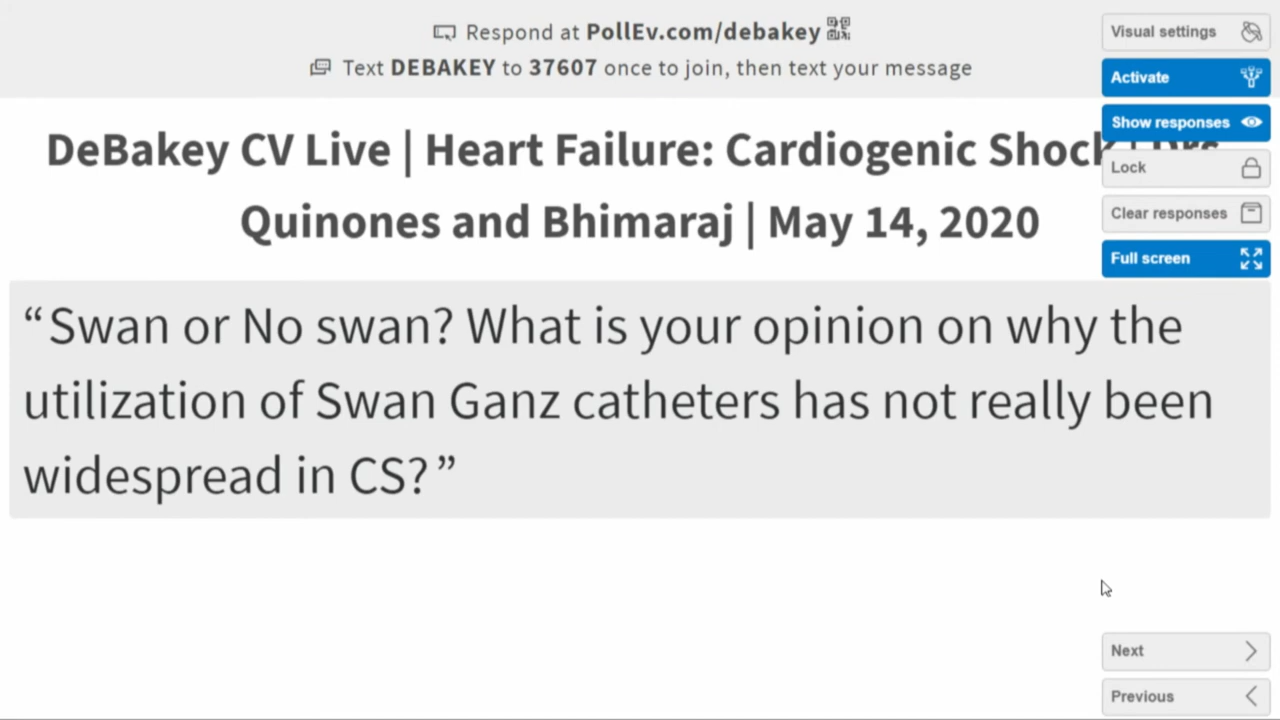 Respond at PollEv.com/debakey
Text DEBAKEY to 37607 once to join, then text your message
DeBakey CV Live | Heart Failure: Cardiogenic Shock | Drs
Quinones and Bhimaraj | May 14, 2020
“Swan or No swan? What is your opinion on why the
utilization of Swan Ganz catheters has not really been
widespread in CS?”
Visual settings
Activate
Show responses
Lock
Clear responses
Full screen
Next
Previous